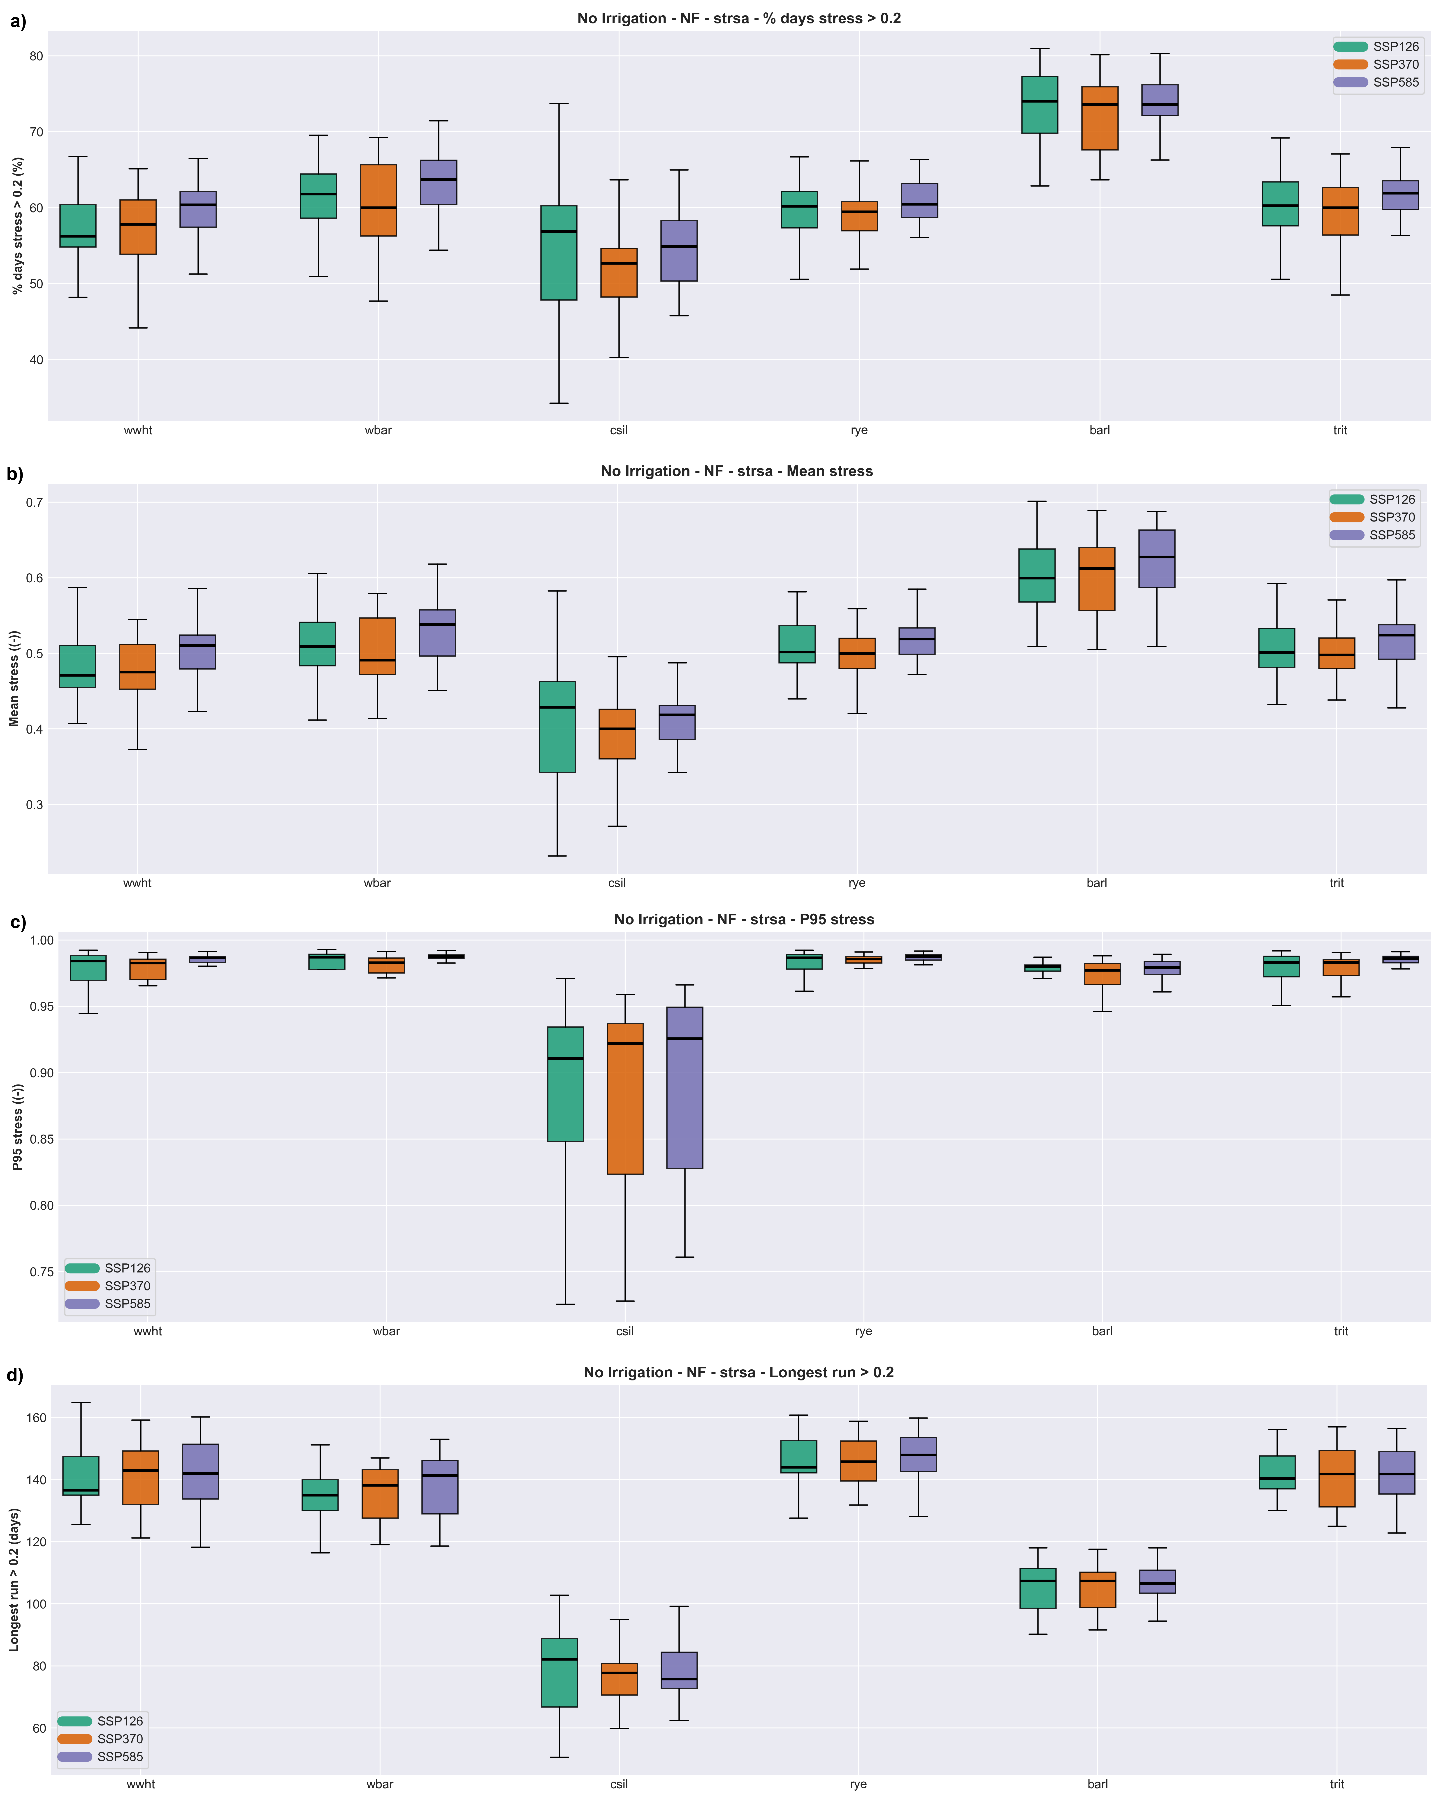 a)
No Irrigation - NF - strsa - % days stress > 0.2
% days stress > 0.2 (%)
80
70
60
50
40
SSP126
SSP370
SSP585
wwht wbar csil rye barl trit
b)
No Irrigation - NF - strsa - Mean stress
Mean stress ((-))
0.7
0.6
0.5
0.4
0.3
SSP126
SSP370
SSP585
wwht wbar csil rye barl trit
c)
No Irrigation - NF - strsa - P95 stress
P95 stress ((-))
1.00
0.95
0.90
0.85
0.80
0.75
SSP126
SSP370
SSP585
wwht wbar csil rye barl trit
d)
No Irrigation - NF - strsa - Longest run > 0.2
Longest run > 0.2 (days)
160
140
120
100
80
60
SSP126
SSP370
SSP585
wwht wbar csil rye barl trit